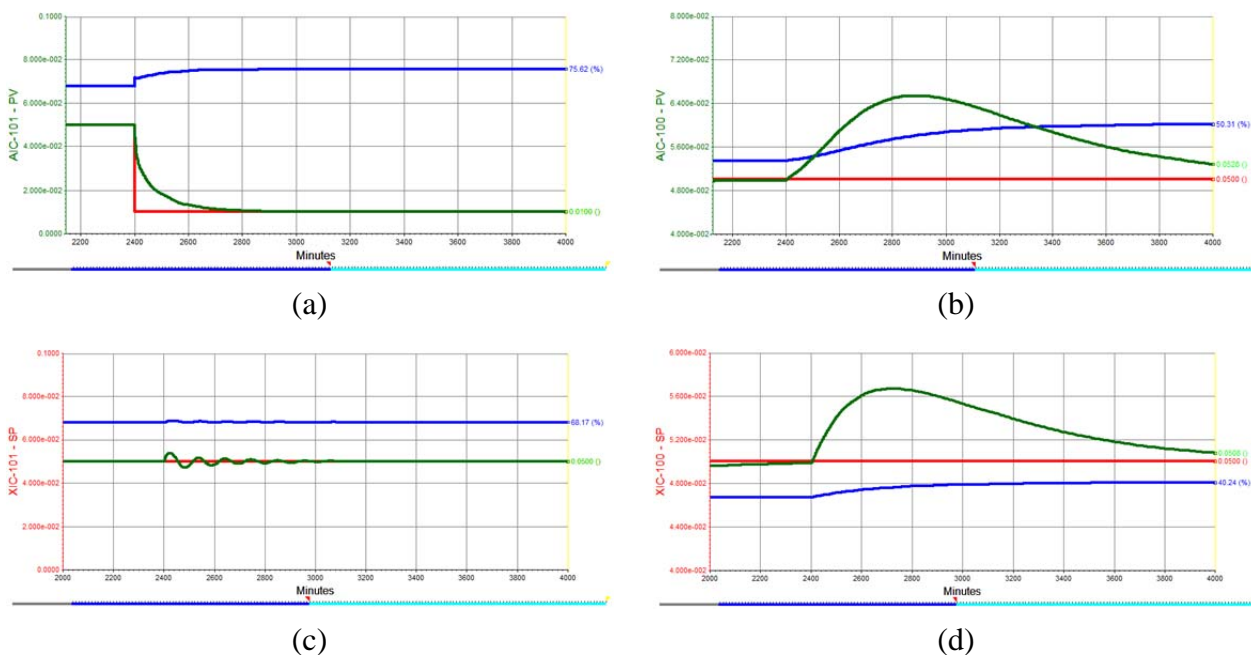 0.1000
8.000e-002
6.000e-002
4.000e-002
2.000e-002
0.0000
AIC-101 - PV
75.62 (%)
0.0100 ()
2200 2400 2600 2800 3000 3200 3400 3600 3800 4000
Minutes
(a)
8.000e-002
7.200e-002
6.400e-002
5.600e-002
4.800e-002
4.000e-002
AIC-100 - PV
50.31 (%)
0.0528 ()
0.0500 ()
2200 2400 2600 2800 3000 3200 3400 3600 3800 4000
Minutes
(b)
0.1000
8.000e-002
6.000e-002
4.000e-002
2.000e-002
0.0000
XIC-101 - SP
68.17 (%)
0.0500 ()
2000 2200 2400 2600 2800 3000 3200 3400 3600 3800 4000
Minutes
(c)
6.000e-002
5.600e-002
5.200e-002
4.800e-002
4.400e-002
4.000e-002
XIC-100 - SP
0.0508 ()
0.0500 ()
40.24 (%)
2000 2200 2400 2600 2800 3000 3200 3400 3600 3800 4000
Minutes
(d)